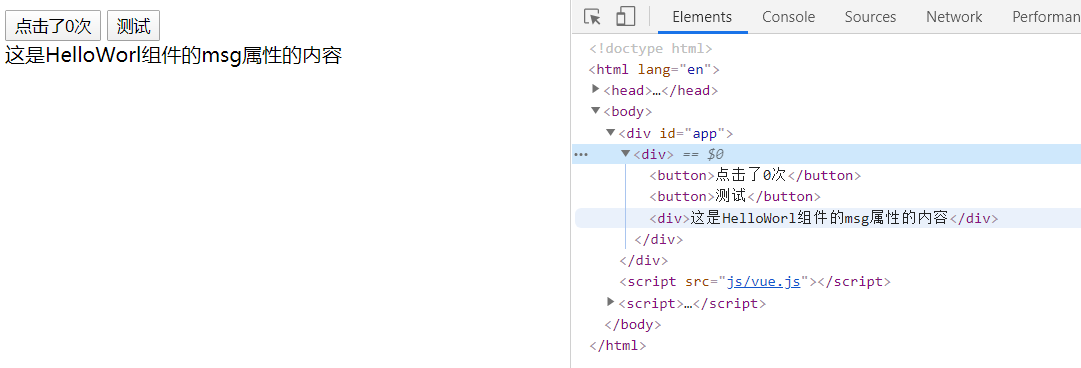 点击了0次 测试
这是HelloWorl组件的msg属性的内容
Elements Console Sources Network Performan
<!doctype html>
<html lang="en">
<head>…</head>
<body>
<div id="app">
<div> == $0
<button>点击了0次</button>
<button>测试</button>
<div>这是HelloWorl组件的msg属性的内容</div>
</div>
</div>
<script src="js/vue.js"></script>
<script>…</script>
</body>
</html>